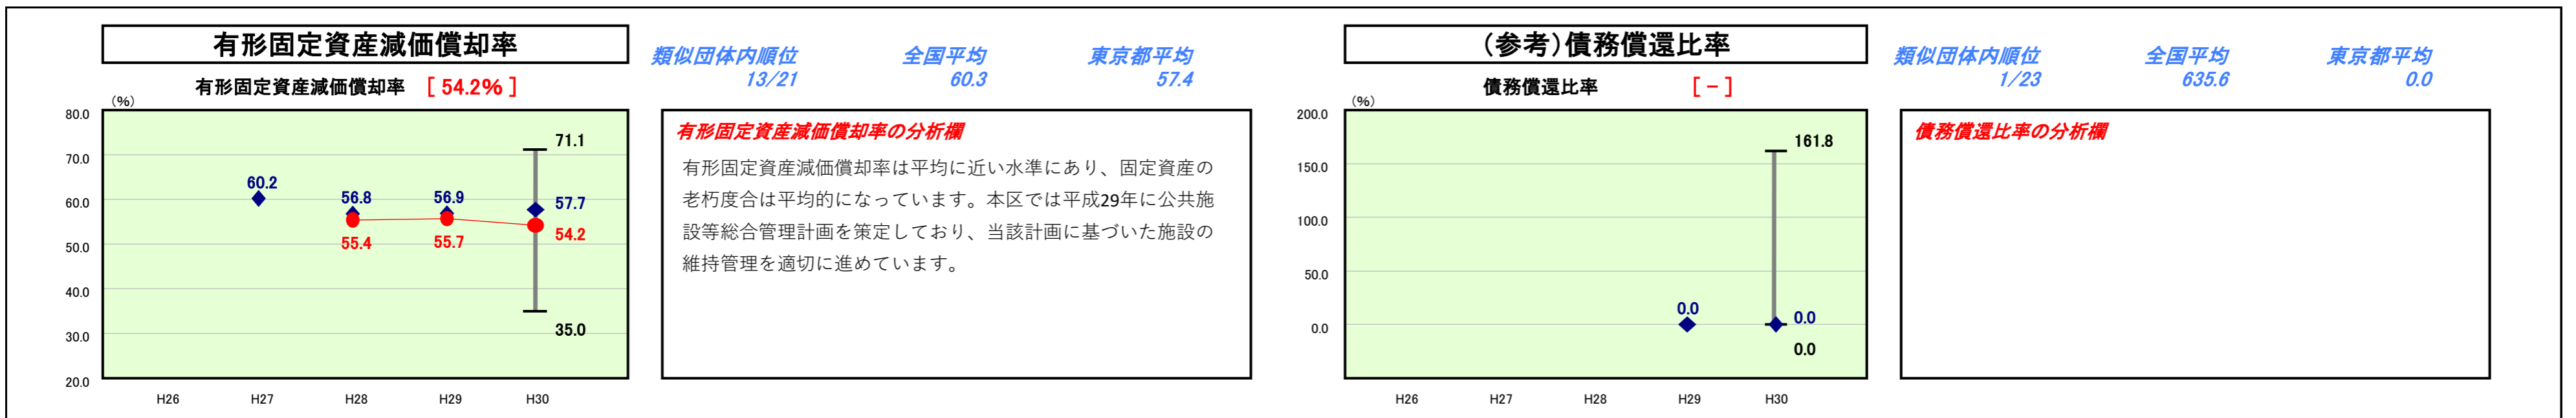 有形固定資産減価償却率
有形固定資産減価償却率 [ 54.2% ]
類似団体内順位 全国平均 東京都平均
13/21 60.3 57.4
(%)
80.0
70.0
60.0
50.0
40.0
30.0
20.0
71.1
60.2
56.8
56.9
57.7
55.4
55.7
54.2
35.0
H26 H27 H28 H29 H30
有形固定資産減価償却率の分析欄
有形固定資産減価償却率は平均に近い水準にあり、固定資産の
老朽度合は平均的になっています。本区では平成29年に公共施
設等総合管理計画を策定しており、当該計画に基づいた施設の
維持管理を適切に進めています。
(参考)債務償還比率
債務償還比率 [ - ]
類似団体内順位 全国平均 東京都平均
1/23 635.6 0.0
(%)
200.0
150.0
100.0
50.0
0.0
161.8
0.0
0.0
0.0
H26 H27 H28 H29 H30
債務償還比率の分析欄